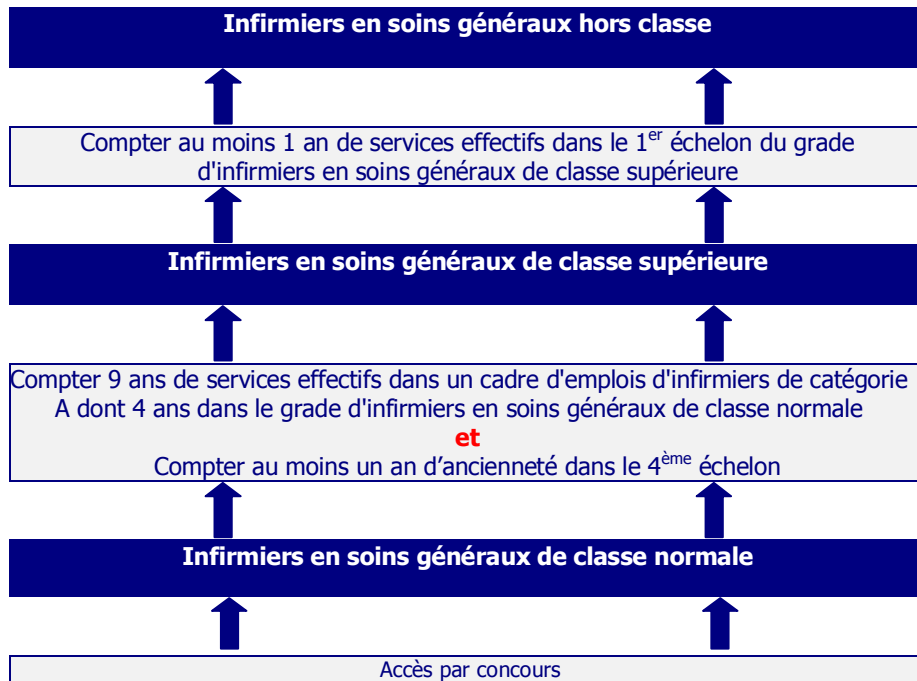 Infirmiers en soins généraux hors classe
Compter au moins 1 an de services effectifs dans le 1er échelon du grade
d'infirmiers en soins généraux de classe supérieure
Infirmiers en soins généraux de classe supérieure
Compter 9 ans de services effectifs dans un cadre d'emplois d'infirmiers de catégorie
A dont 4 ans dans le grade d'infirmiers en soins généraux de classe normale
et
Compter au moins un an d’ancienneté dans le 4ème échelon
Infirmiers en soins généraux de classe normale
Accès par concours